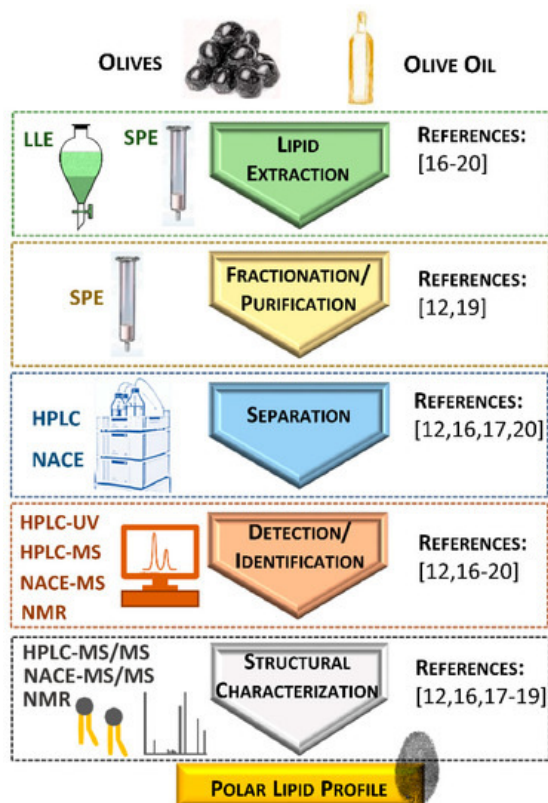 OLIVES
OLIVE OIL
LLE
SPE
LIPID
EXTRACTION
REFERENCES:
[16-20]
SPE
FRACTIONATION/
PURIFICATION
REFERENCES:
[12,19]
HPLC
NACE
SEPARATION
REFERENCES:
[12,16,17,20]
HPLC-UV
HPLC-MS
NACE-MS
NMR
DETECTION/
IDENTIFICATION
REFERENCES:
[12,16-20]
HPLC-MS/MS
NACE-MS/MS
NMR
STRUCTURAL
CHARACTERIZATION
REFERENCES:
[12,16,17-19]
POLAR LIPID PROFILE